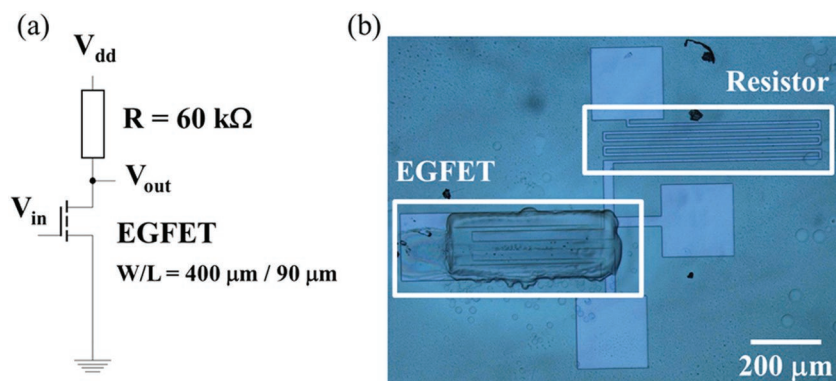 (a)
V_dd
R = 60 kΩ
V_out
V_in
EGFET
W/L = 400 μm / 90 μm
(b)
Resistor
EGFET
200 μm